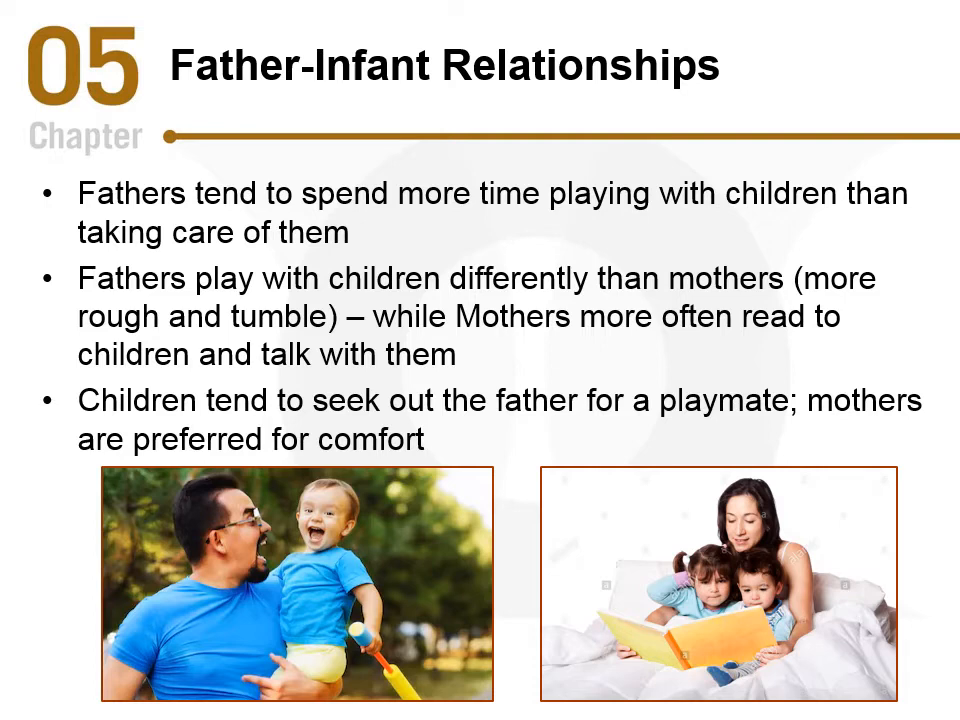 05
Chapter
Father-Infant Relationships
• Fathers tend to spend more time playing with children than
taking care of them
• Fathers play with children differently than mothers (more
rough and tumble) – while Mothers more often read to
children and talk with them
• Children tend to seek out the father for a playmate; mothers
are preferred for comfort
a
a
a
a
a